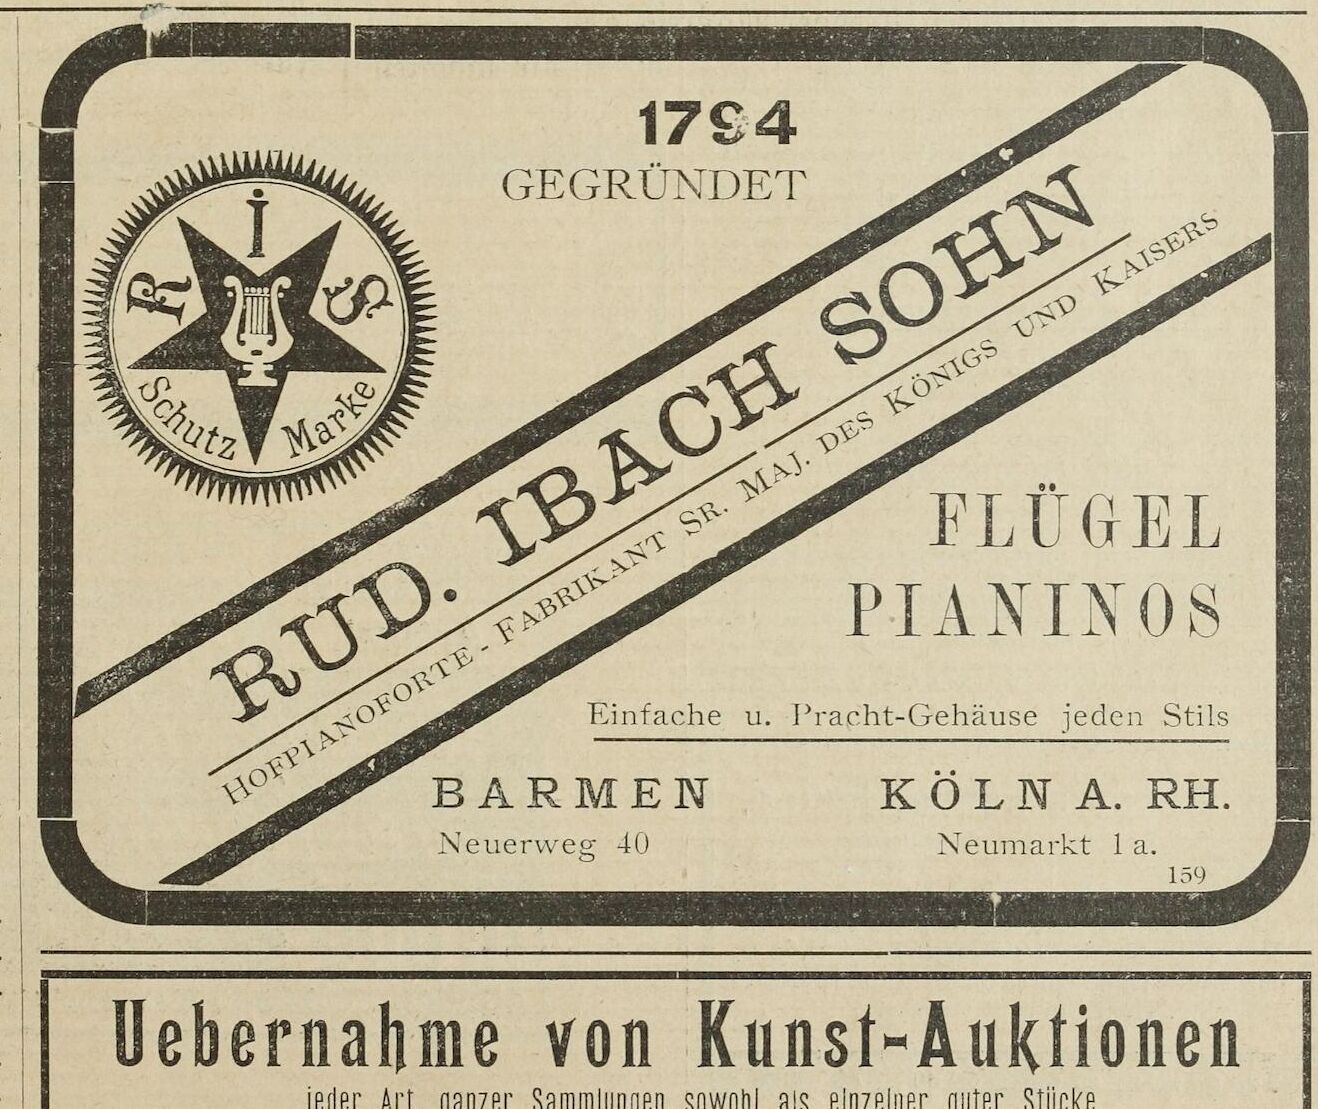 1794
GEGRÜNDET
R I S
Schutz Marke
RUD. IBACH SOHN
HOFPIANOFORTE-FABRIKANT SR. MAJ. DES KÖNIGS UND KAISERS
FLÜGEL
PIANINOS
Einfache u. Pracht-Gehäuse jeden Stils
BARMEN
Neuerweg 40
KÖLN A. RH.
Neumarkt 1a.
159
Uebernahme von Kunst-Auktionen
jeder Art, ganzer Sammlungen sowohl als einzelner guter Stücke